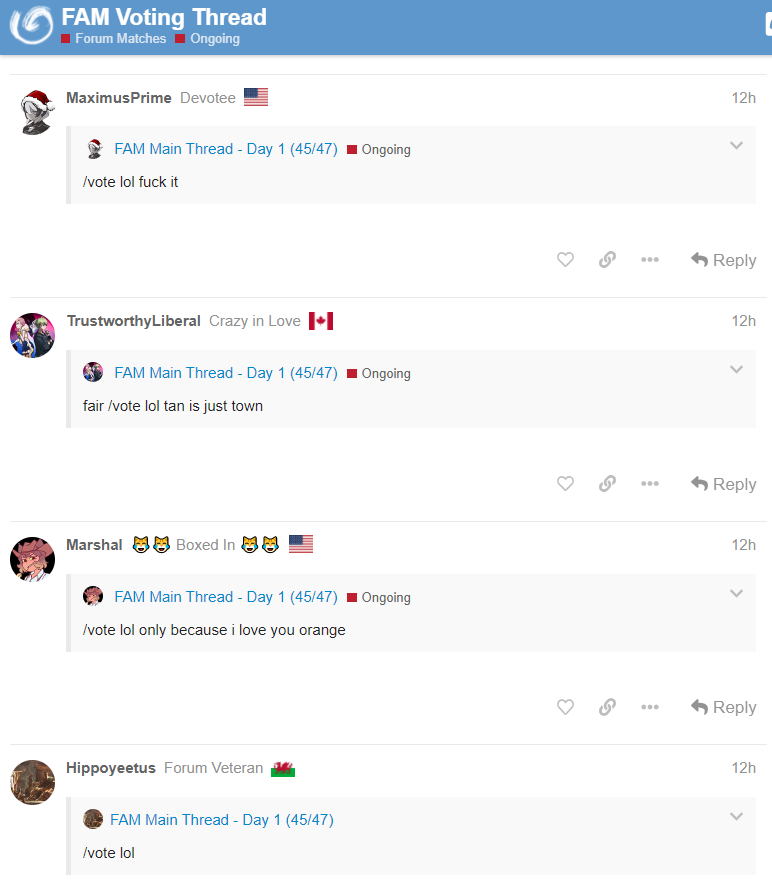 FAM Voting Thread
Forum Matches Ongoing
MaximusPrime Devotee 12h
FAM Main Thread - Day 1 (45/47) Ongoing
/vote lol fuck it
Reply
TrustworthyLiberal Crazy in Love 12h
FAM Main Thread - Day 1 (45/47) Ongoing
fair /vote lol tan is just town
Reply
Marshal 😹😹 Boxed In 😹😹 12h
FAM Main Thread - Day 1 (45/47) Ongoing
/vote lol only because i love you orange
Reply
Hippoyeetus Forum Veteran 12h
FAM Main Thread - Day 1 (45/47)
/vote lol